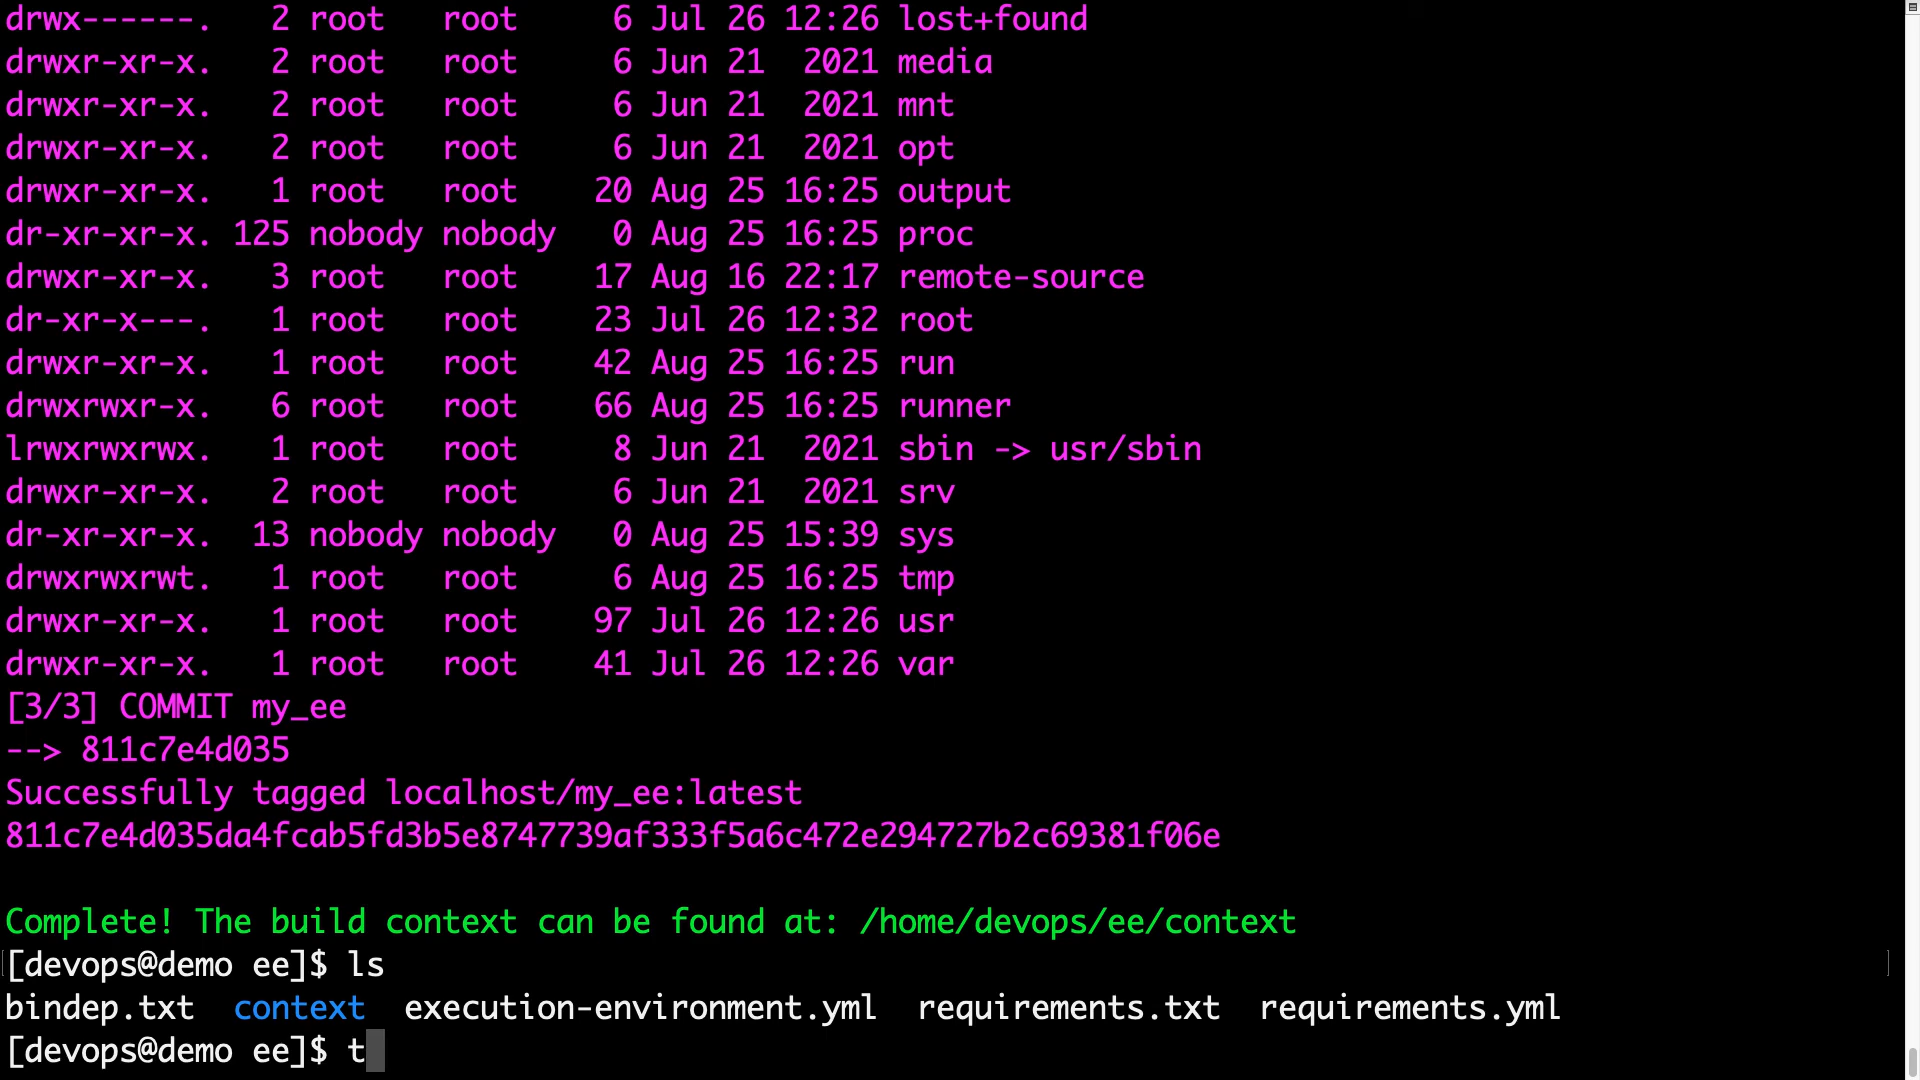 drwx------.   2 root   root     6 Jul 26 12:26 lost+found
drwxr-xr-x.   2 root   root     6 Jun 21  2021 media
drwxr-xr-x.   2 root   root     6 Jun 21  2021 mnt
drwxr-xr-x.   2 root   root     6 Jun 21  2021 opt
drwxr-xr-x.   1 root   root    20 Aug 25 16:25 output
dr-xr-xr-x. 125 nobody nobody   0 Aug 25 16:25 proc
drwxr-xr-x.   3 root   root    17 Aug 16 22:17 remote-source
dr-xr-x---.   1 root   root    23 Jul 26 12:32 root
drwxr-xr-x.   1 root   root    42 Aug 25 16:25 run
drwxrwxr-x.   6 root   root    66 Aug 25 16:25 runner
lrwxrwxrwx.   1 root   root     8 Jun 21  2021 sbin -> usr/sbin
drwxr-xr-x.   2 root   root     6 Jun 21  2021 srv
dr-xr-xr-x.  13 nobody nobody   0 Aug 25 15:39 sys
drwxrwxrwt.   1 root   root     6 Aug 25 16:25 tmp
drwxr-xr-x.   1 root   root    97 Jul 26 12:26 usr
drwxr-xr-x.   1 root   root    41 Jul 26 12:26 var
[3/3] COMMIT my_ee
--> 811c7e4d035
Successfully tagged localhost/my_ee:latest
811c7e4d035da4fcab5fd3b5e8747739af333f5a6c472e294727b2c69381f06e
Complete! The build context can be found at: /home/devops/ee/context
[devops@demo ee]$ ls
bindep.txt  context  execution-environment.yml  requirements.txt  requirements.yml
[devops@demo ee]$ t